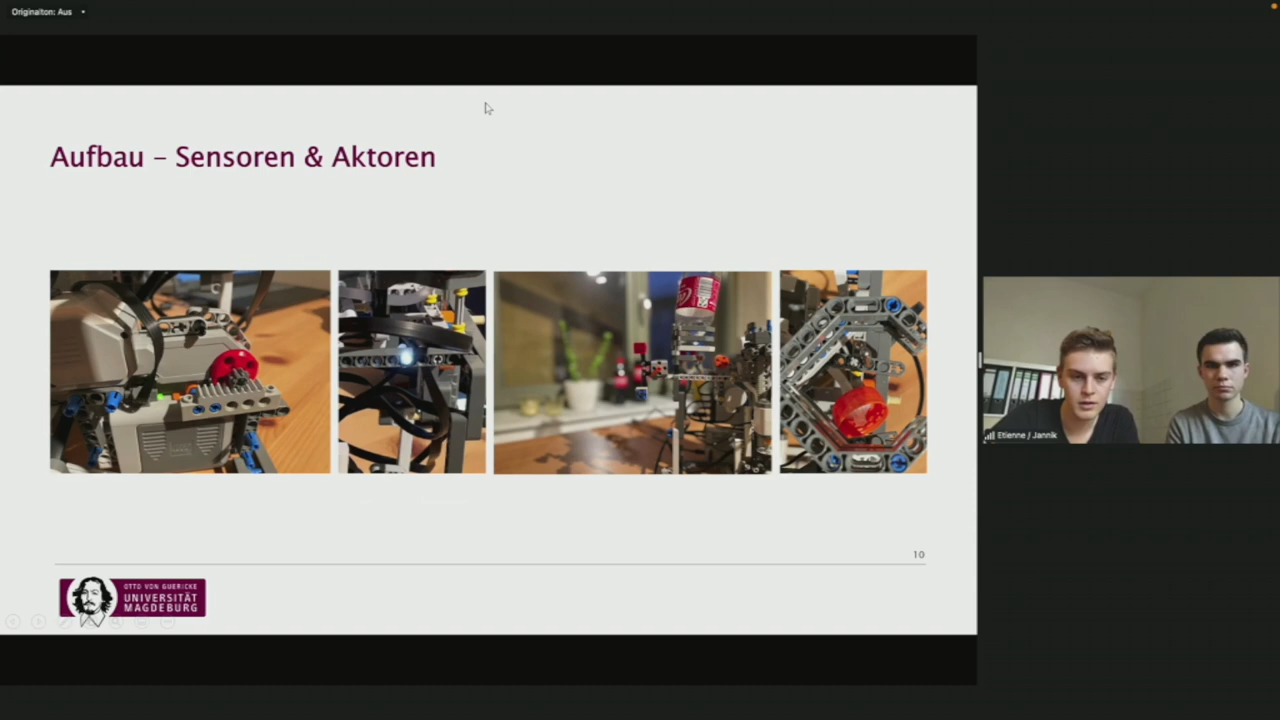 Originalton: Aus
Aufbau – Sensoren & Aktoren
10
OTTO VON GUERICKE
UNIVERSITÄT
MAGDEBURG
Etienne / Jannik